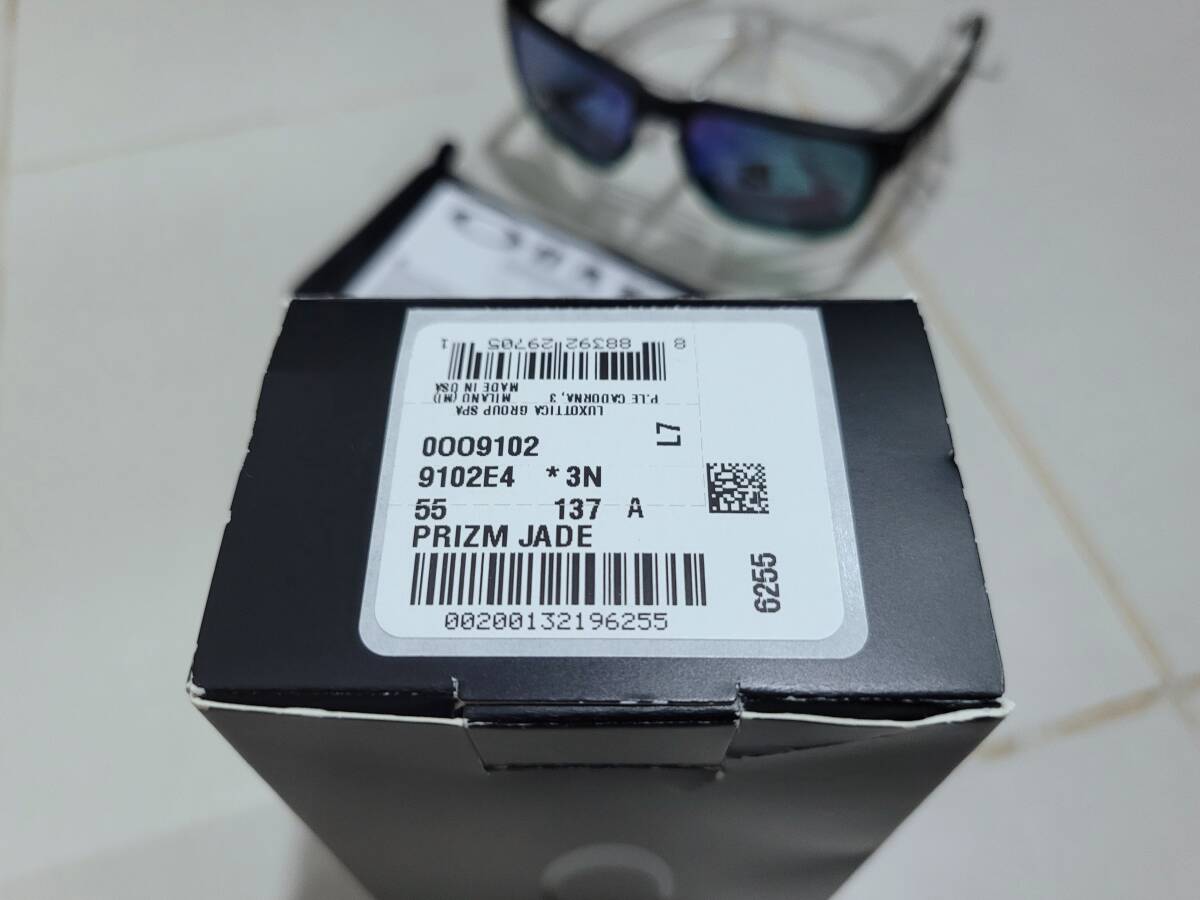 8 88392 29705 1
LUXOTTICA GROUP SPA
P.LE CADORNA, 3 MILANO (MI)
MADE IN USA
L7
0OO9102
9102E4 * 3N
55 137 A
PRIZM JADE
00200132196255
6255